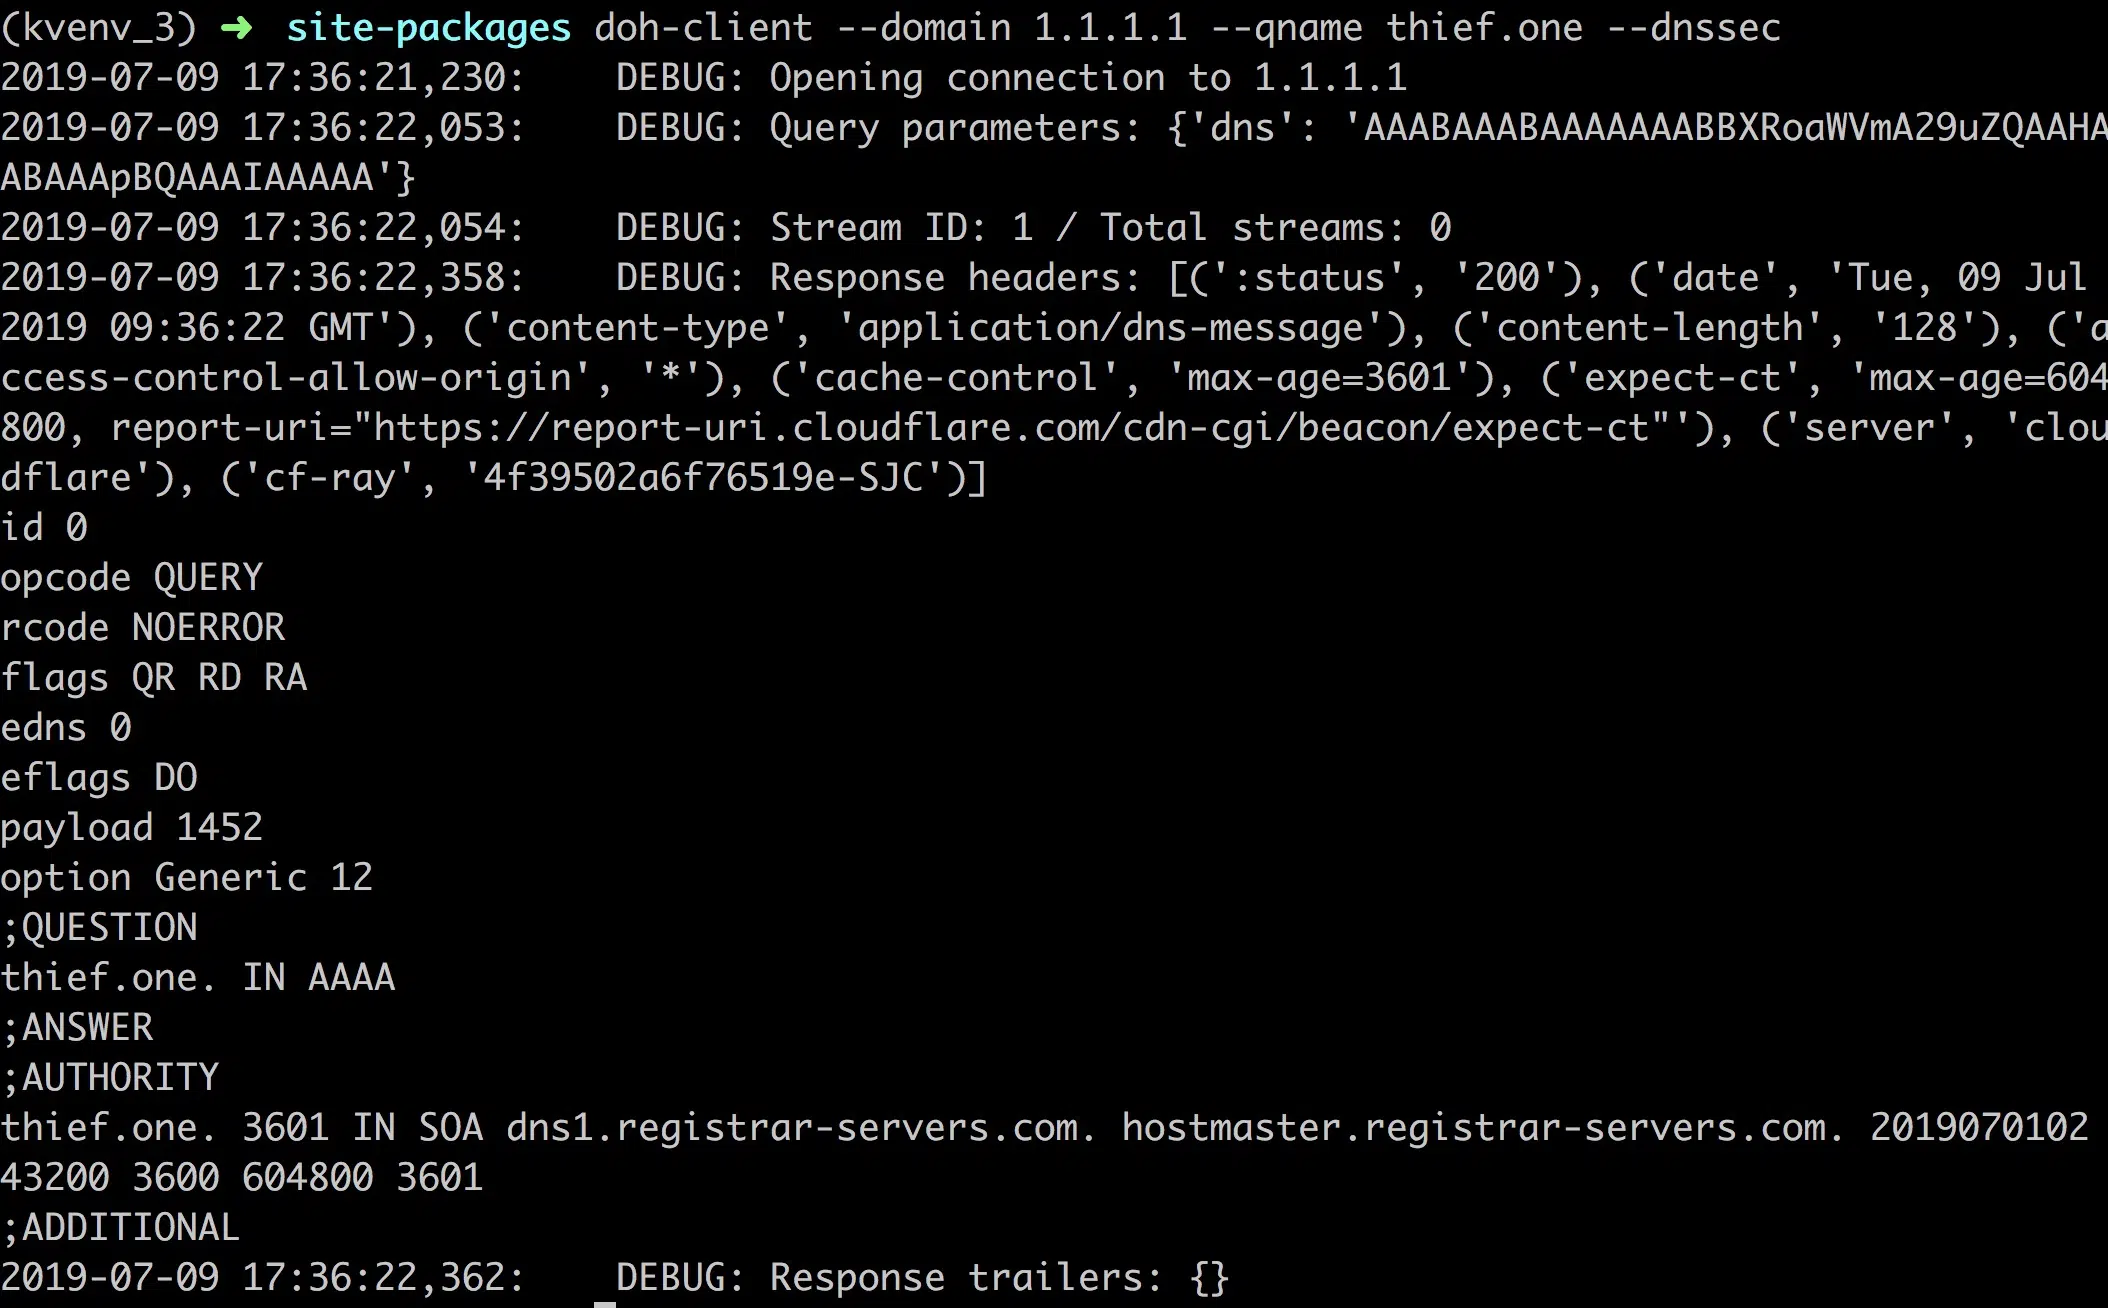 (kvenv_3) ➜  site-packages doh-client --domain 1.1.1.1 --qname thief.one --dnssec
2019-07-09 17:36:21,230:    DEBUG: Opening connection to 1.1.1.1
2019-07-09 17:36:22,053:    DEBUG: Query parameters: {'dns': 'AAABAAABAAAAAAABBXRoaWVmA29uZQAAHA
ABAAApBQAAAIAAAAA'}
2019-07-09 17:36:22,054:    DEBUG: Stream ID: 1 / Total streams: 0
2019-07-09 17:36:22,358:    DEBUG: Response headers: [(':status', '200'), ('date', 'Tue, 09 Jul
2019 09:36:22 GMT'), ('content-type', 'application/dns-message'), ('content-length', '128'), ('a
ccess-control-allow-origin', '*'), ('cache-control', 'max-age=3601'), ('expect-ct', 'max-age=604
800, report-uri="https://report-uri.cloudflare.com/cdn-cgi/beacon/expect-ct"'), ('server', 'clou
dflare'), ('cf-ray', '4f39502a6f76519e-SJC')]
id 0
opcode QUERY
rcode NOERROR
flags QR RD RA
edns 0
eflags DO
payload 1452
option Generic 12
;QUESTION
thief.one. IN AAAA
;ANSWER
;AUTHORITY
thief.one. 3601 IN SOA dns1.registrar-servers.com. hostmaster.registrar-servers.com. 2019070102
43200 3600 604800 3601
;ADDITIONAL
2019-07-09 17:36:22,362:    DEBUG: Response trailers: {}